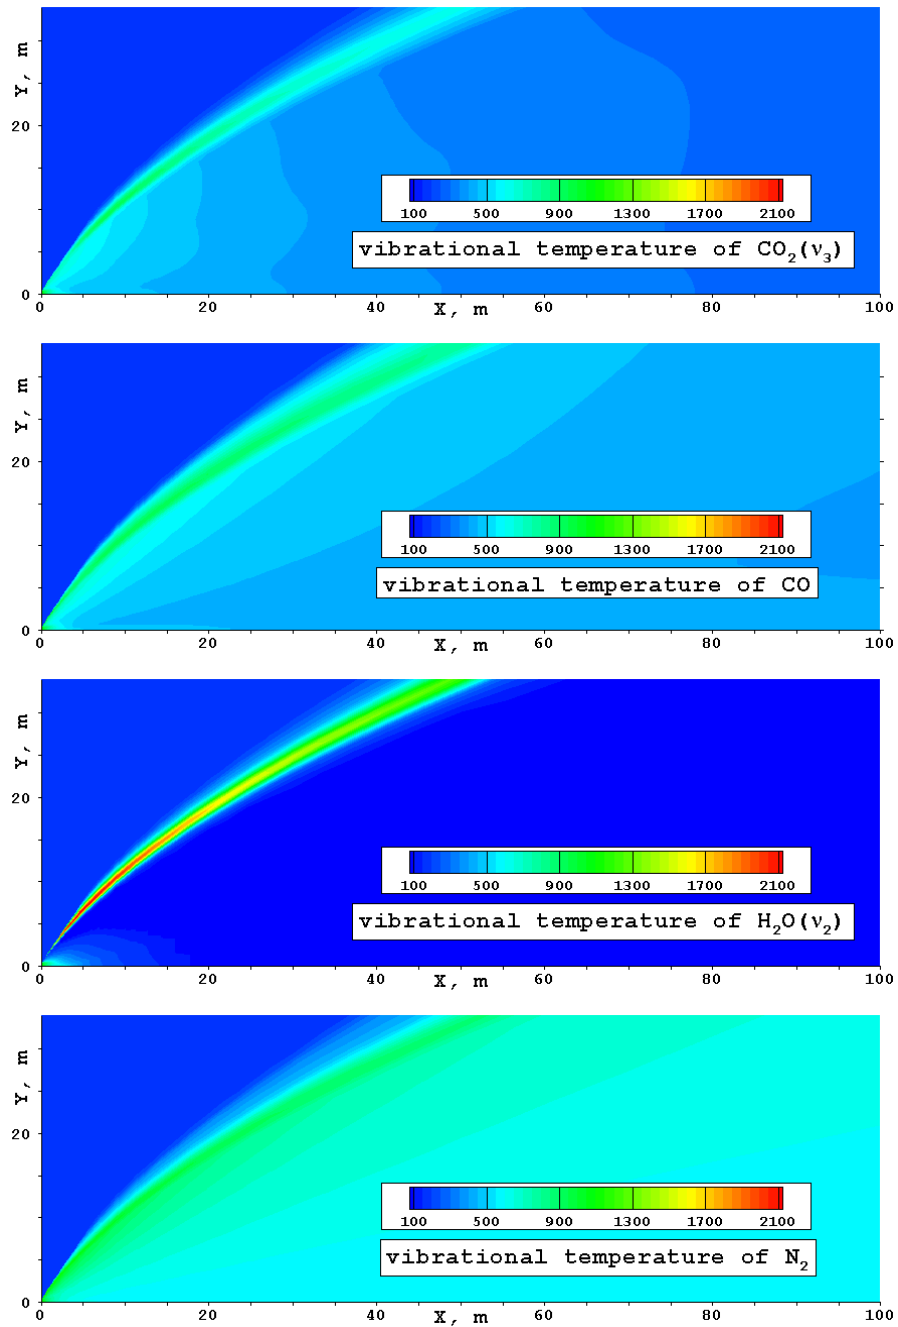 Y, m
20
0
100 500 900 1300 1700 2100
vibrational temperature of CO₂(ν₃)
0 20 40 60 80 100
X, m
Y, m
20
0
100 500 900 1300 1700 2100
vibrational temperature of CO
0 20 40 60 80 100
X, m
Y, m
20
0
100 500 900 1300 1700 2100
vibrational temperature of H₂O(ν₂)
0 20 40 60 80 100
X, m
Y, m
20
0
100 500 900 1300 1700 2100
vibrational temperature of N₂
0 20 40 60 80 100
X, m